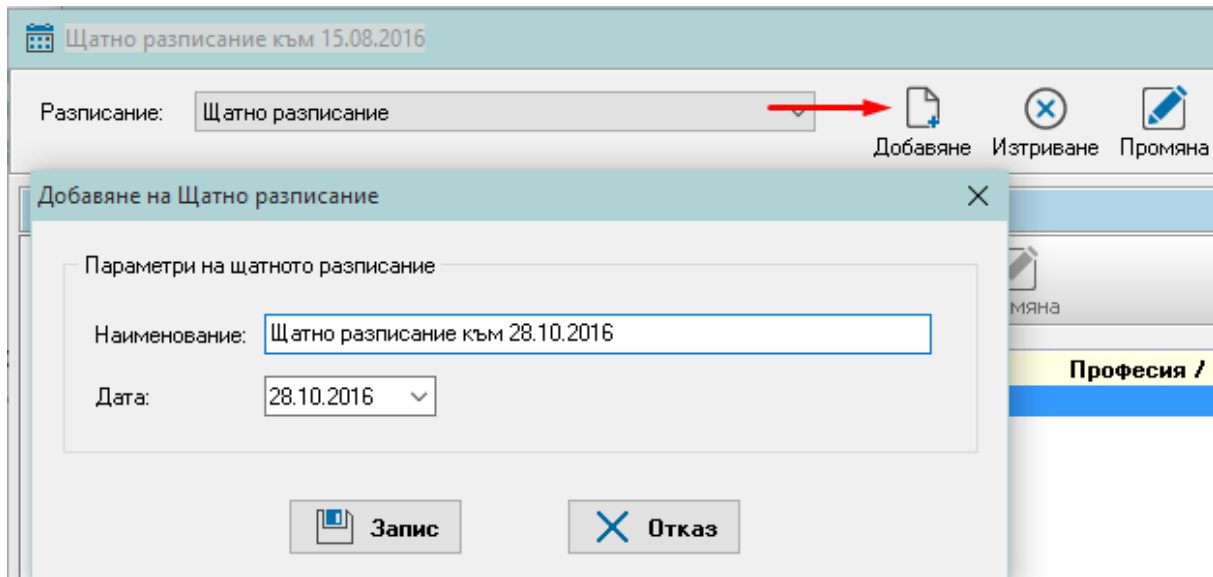 Щатно разписание към 15.08.2016
Разписание: Щатно разписание
Добавяне Изтриване Промяна
Добавяне на Щатно разписание
Параметри на щатното разписание
мяна
Наименование: Щатно разписание към 28.10.2016
Професия /
Дата: 28.10.2016
Запис Отказ